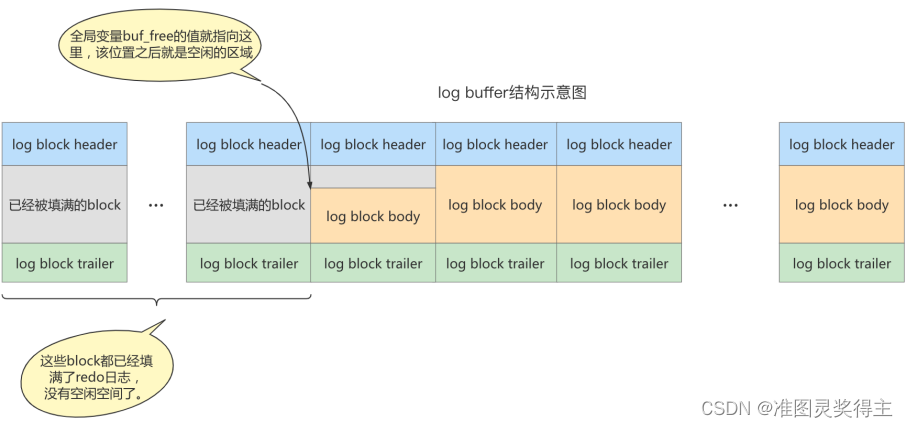 全局变量buf_free的值就指向这
里，该位置之后就是空闲的区域
log buffer结构示意图
log block header
log block header
log block header
log block header
log block header
log block header
已经被填满的block
...
已经被填满的block
log block body
log block body
log block body
...
log block body
log block trailer
log block trailer
log block trailer
log block trailer
log block trailer
log block trailer
这些block都已经填
满了redo日志，
没有空闲空间了。
CSDN @准图灵奖得主